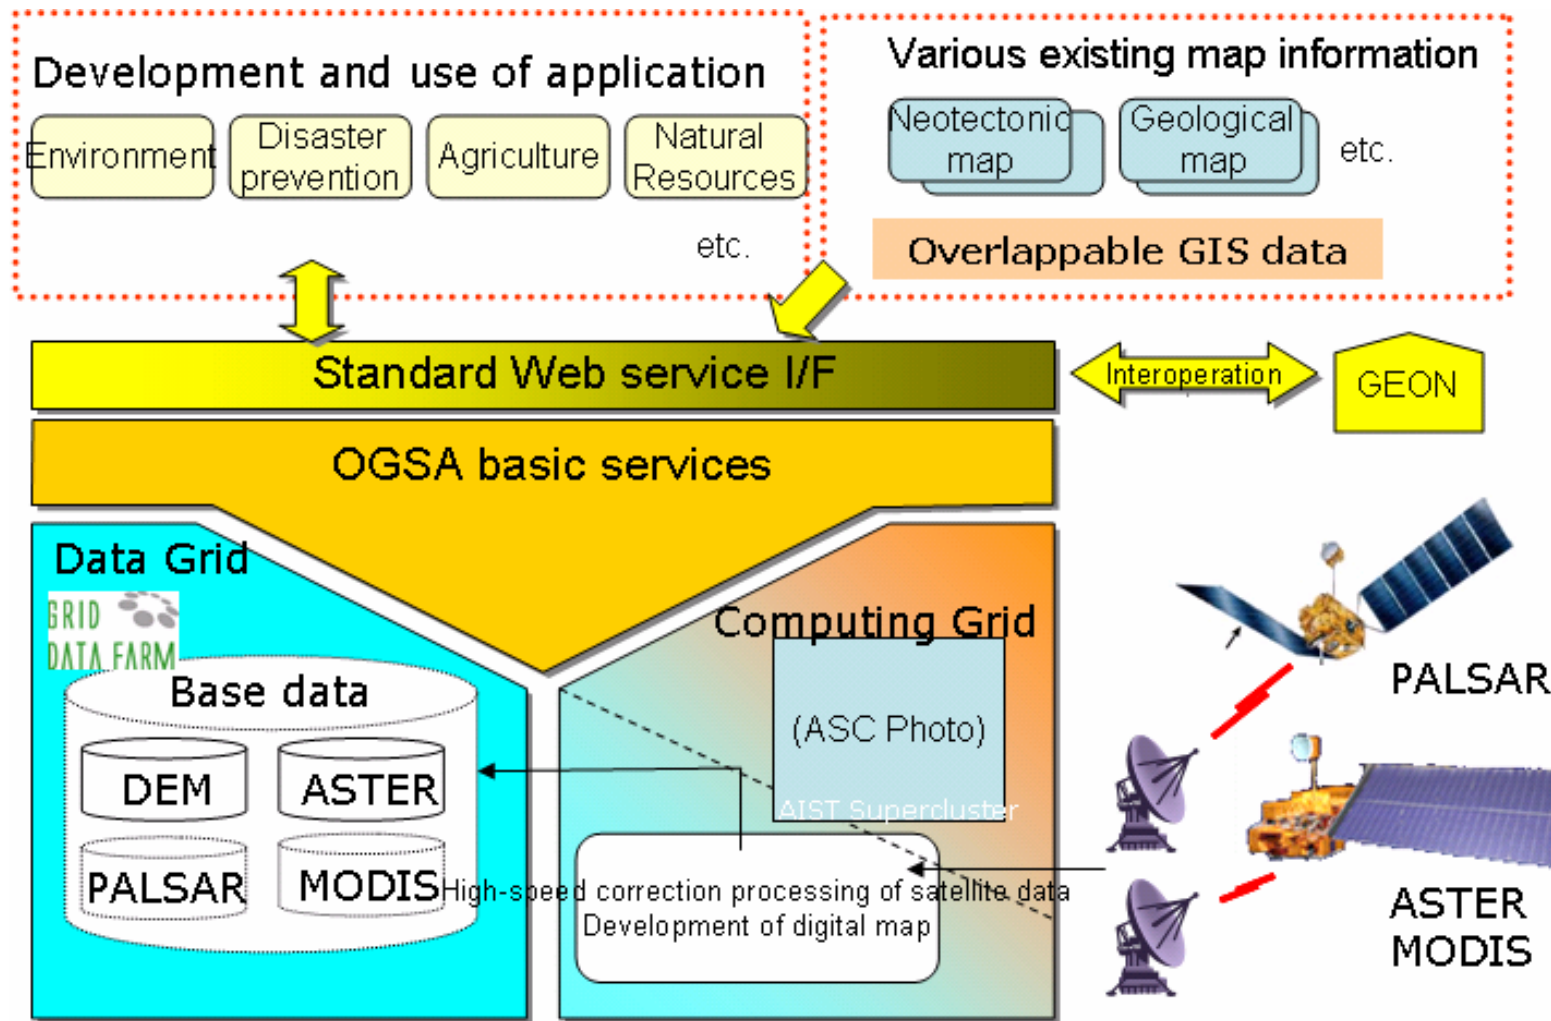 Development and use of application
Environment
Disaster
prevention
Agriculture
Natural
Resources
etc.
Various existing map information
Neotectonic
map
Geological
map
etc.
Overlappable GIS data
Standard Web service I/F
Interoperation
GEON
OGSA basic services
Data Grid
GRID
DATA FARM
Base data
DEM
ASTER
PALSAR
MODIS
Computing Grid
(ASC Photo)
AIST Supercluster
High-speed correction processing of satellite data
Development of digital map
PALSAR
ASTER
MODIS